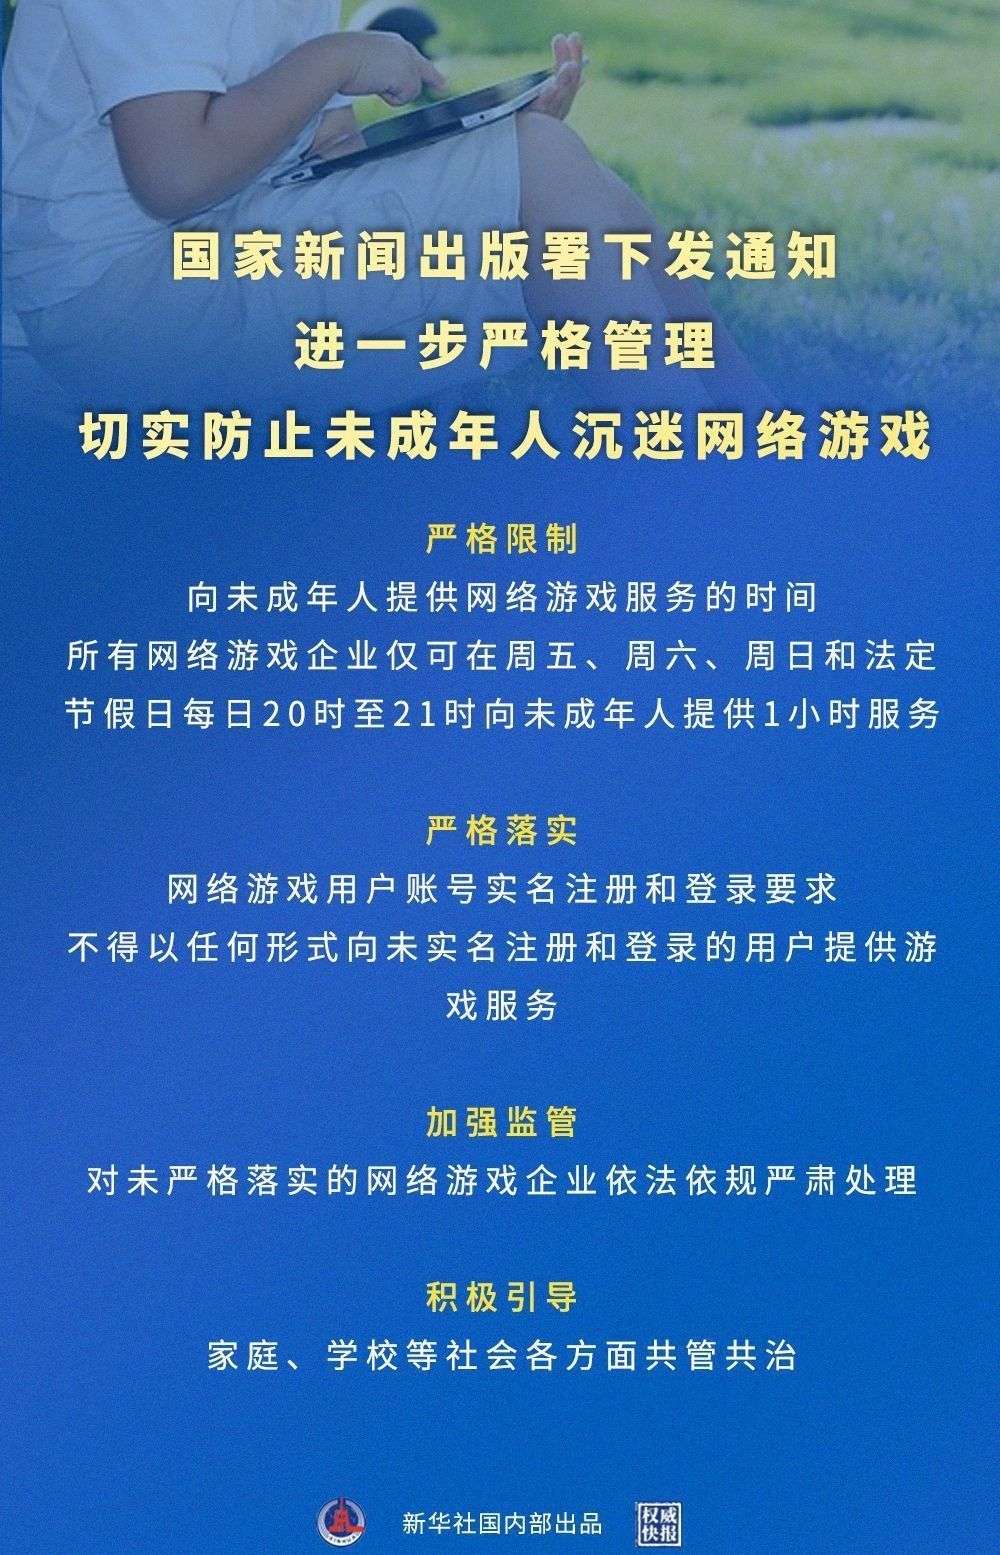 国家新闻出版署下发通知
进一步严格管理
切实防止未成年人沉迷网络游戏
严格限制
向未成年人提供网络游戏服务的时间
所有网络游戏企业仅可在周五、周六、周日和法定
节假日每日20时至21时向未成年人提供1小时服务
严格落实
网络游戏用户账号实名注册和登录要求
不得以任何形式向未实名注册和登录的用户提供游
戏服务
加强监管
对未严格落实的网络游戏企业依法依规严肃处理
积极引导
家庭、学校等社会各方面共管共治
XINHUA
新华社国内部出品
权威
快报